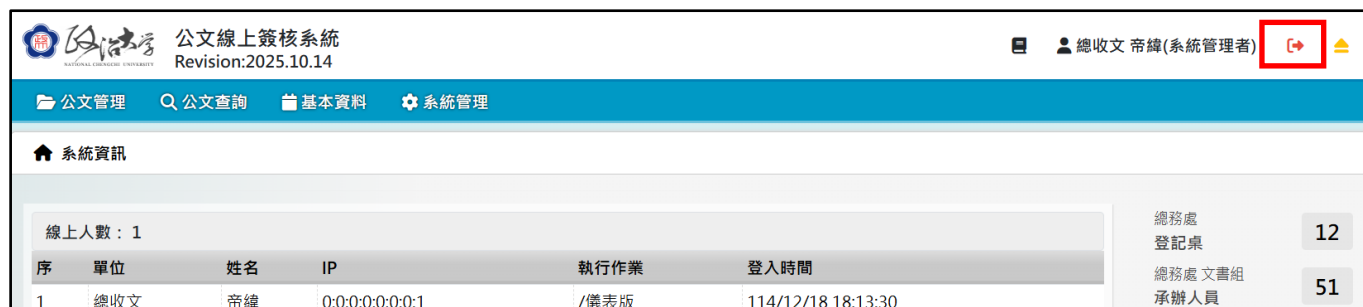 政治大學
NATIONAL CHENGCHI UNIVERSITY
公文線上簽核系統
Revision:2025.10.14
總收文 帝緯(系統管理者)
公文管理 公文查詢 基本資料 系統管理
系統資訊
線上人數：1
序 單位 姓名 IP 執行作業 登入時間
1 總收文 帝緯 0:0:0:0:0:0:0:1 /儀表版 114/12/18 18:13:30
總務處
登記桌
12
總務處 文書組
承辦人員
51